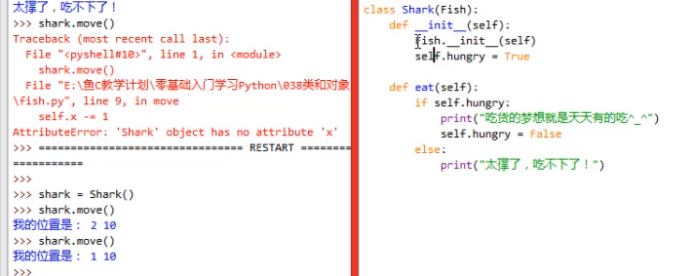 太撑了，吃不下了！
>>> shark.move()
Traceback (most recent call last):
File "<pyshell#10>", line 1, in <module>
shark.move()
File "E:\鱼C教学计划\零基础入门学习Python\038类和对象
\fish.py", line 9, in move
self.x -= 1
AttributeError: 'Shark' object has no attribute 'x'
>>> =============================== RESTART ========
===========
>>>
>>> shark = Shark()
>>> shark.move()
我的位置是： 2 10
>>> shark.move()
我的位置是： 1 10
>>>
class Shark(Fish):
def __init__(self):
Fish.__init__(self)
self.hungry = True
def eat(self):
if self.hungry:
print("吃货的梦想就是天天有的吃^_^")
self.hungry = False
else:
print("太撑了，吃不下了！")